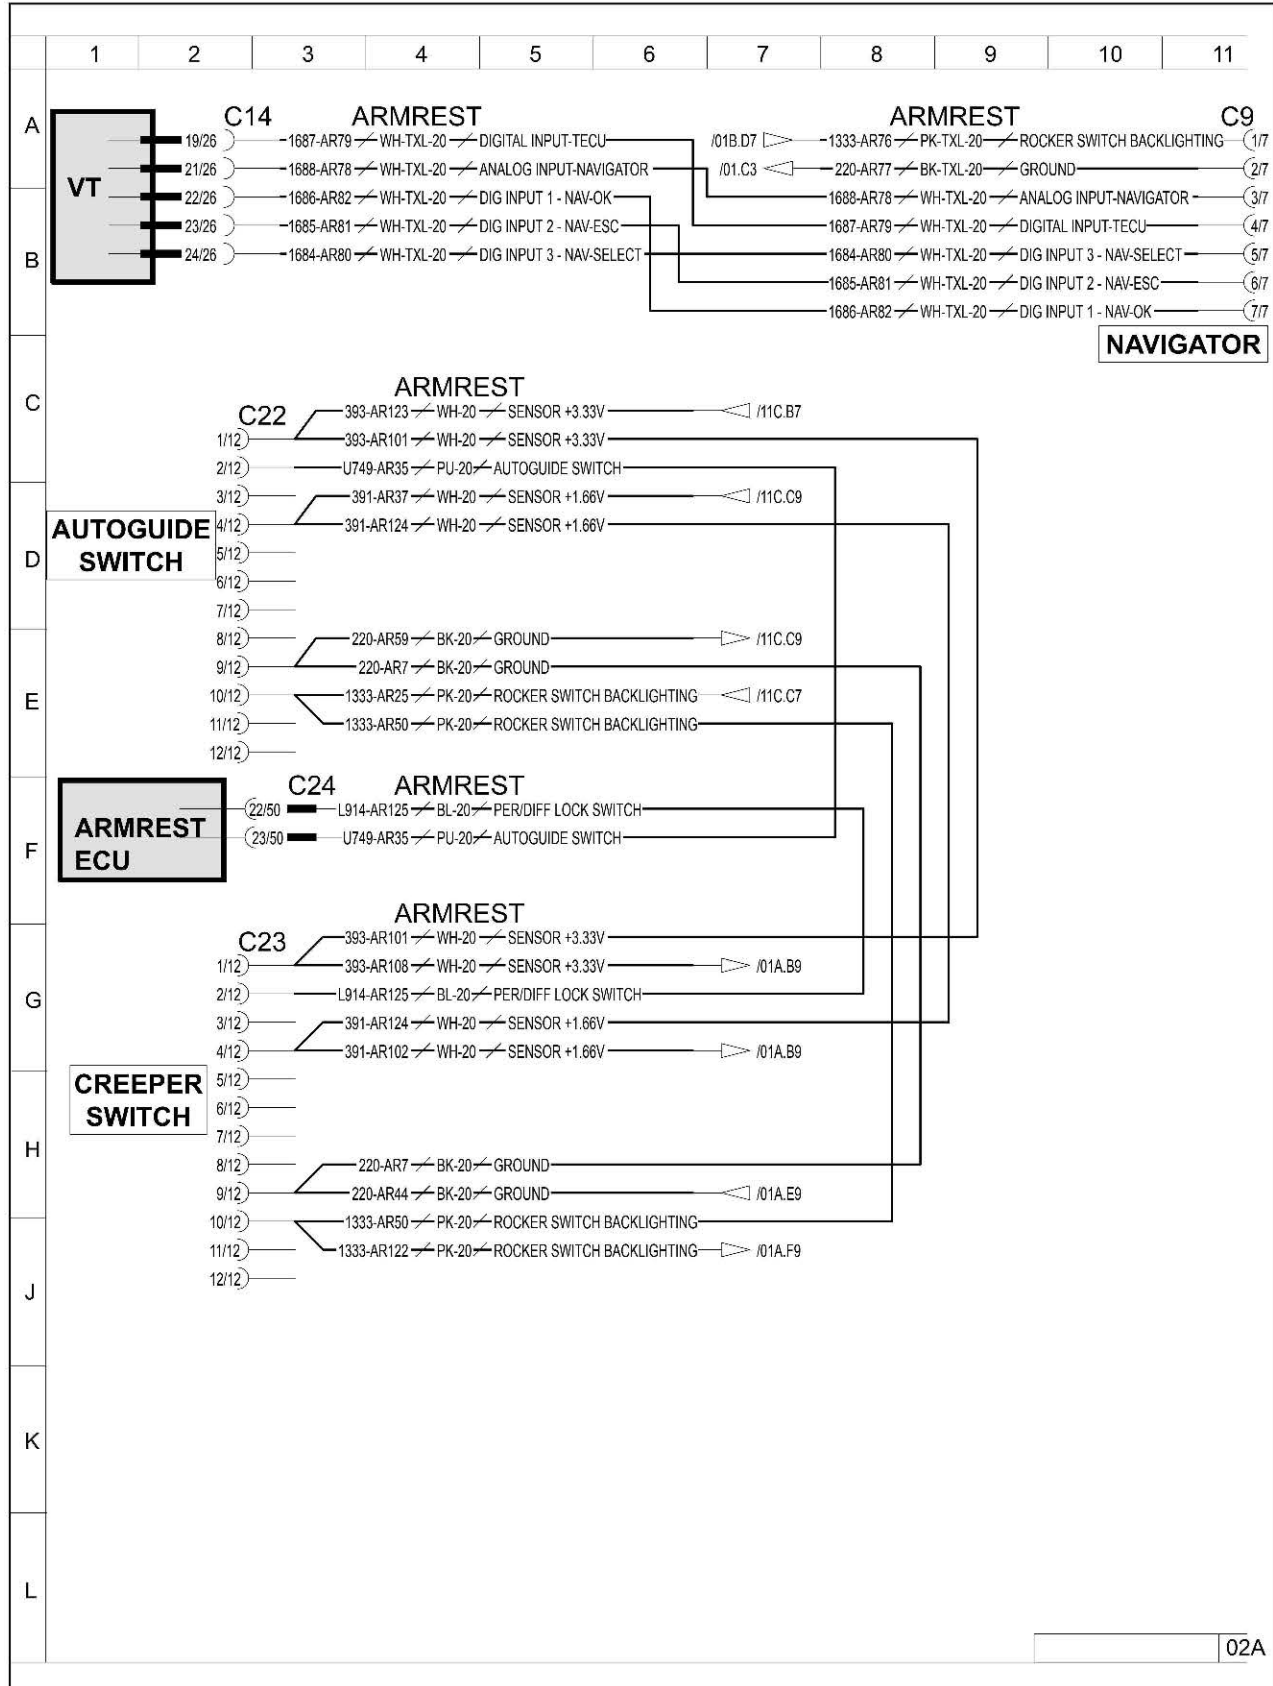 1 2 3 4 5 6 7 8 9 10 11
A C14 ARMREST ARMREST C9
19/26 1687-AR79 WH-TXL-20 DIGITAL INPUT-TECU /01B.D7 1333-AR76 PK-TXL-20 ROCKER SWITCH BACKLIGHTING 1/7
21/26 1688-AR78 WH-TXL-20 ANALOG INPUT-NAVIGATOR /01.C3 220-AR77 BK-TXL-20 GROUND 2/7
VT 22/26 1686-AR82 WH-TXL-20 DIG INPUT 1 - NAV-OK 1688-AR78 WH-TXL-20 ANALOG INPUT-NAVIGATOR 3/7
23/26 1685-AR81 WH-TXL-20 DIG INPUT 2 - NAV-ESC 1687-AR79 WH-TXL-20 DIGITAL INPUT-TECU 4/7
B 24/26 1684-AR80 WH-TXL-20 DIG INPUT 3 - NAV-SELECT 1684-AR80 WH-TXL-20 DIG INPUT 3 - NAV-SELECT 5/7
1685-AR81 WH-TXL-20 DIG INPUT 2 - NAV-ESC 6/7
1686-AR82 WH-TXL-20 DIG INPUT 1 - NAV-OK 7/7
NAVIGATOR
ARMREST
C C22 393-AR123 WH-20 SENSOR +3.33V /11C.B7
1/12 393-AR101 WH-20 SENSOR +3.33V
2/12 U749-AR35 PU-20 AUTOGUIDE SWITCH
3/12 391-AR37 WH-20 SENSOR +1.66V /11C.C9
4/12 391-AR124 WH-20 SENSOR +1.66V
AUTOGUIDE
SWITCH
D 5/12
6/12
7/12
8/12 220-AR59 BK-20 GROUND /11C.C9
9/12 220-AR7 BK-20 GROUND
E 10/12 1333-AR25 PK-20 ROCKER SWITCH BACKLIGHTING /11C.C7
11/12 1333-AR50 PK-20 ROCKER SWITCH BACKLIGHTING
12/12
C24 ARMREST
22/50 L914-AR125 BL-20 PER/DIFF LOCK SWITCH
23/50 U749-AR35 PU-20 AUTOGUIDE SWITCH
ARMREST
ECU
F
ARMREST
C23 393-AR101 WH-20 SENSOR +3.33V
1/12 393-AR108 WH-20 SENSOR +3.33V /01A.B9
G 2/12 L914-AR125 BL-20 PER/DIFF LOCK SWITCH
3/12 391-AR124 WH-20 SENSOR +1.66V
4/12 391-AR102 WH-20 SENSOR +1.66V /01A.B9
CREEPER
SWITCH
5/12
6/12
7/12
H 8/12 220-AR7 BK-20 GROUND
9/12 220-AR44 BK-20 GROUND /01A.E9
10/12 1333-AR50 PK-20 ROCKER SWITCH BACKLIGHTING
11/12 1333-AR122 PK-20 ROCKER SWITCH BACKLIGHTING /01A.F9
12/12
J
K
L
02A